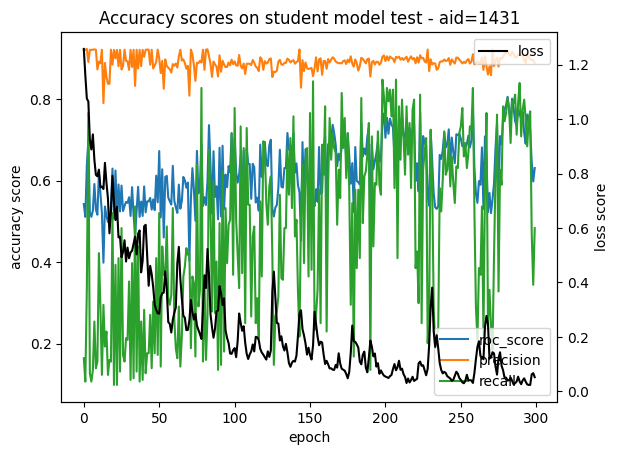 Accuracy scores on student model test - aid=1431
loss
0.8
0.6
0.4
0.2
accuracy score
1.2
1.0
0.8
0.6
0.4
0.2
0.0
loss score
roc_score
precision
recall
0
50
100
150
200
250
300
epoch